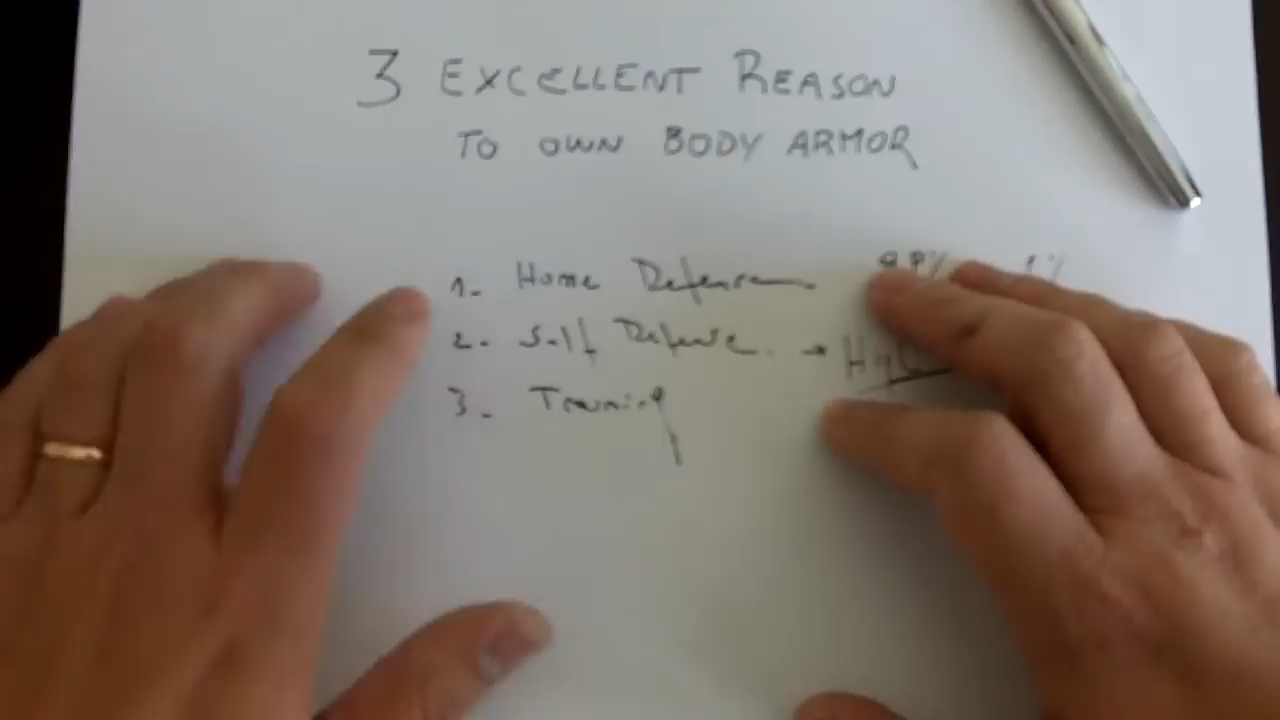 3 EXCELLENT REASON
TO OWN BODY ARMOR
1. Home Defense
2. Self Defense. →
3. Training